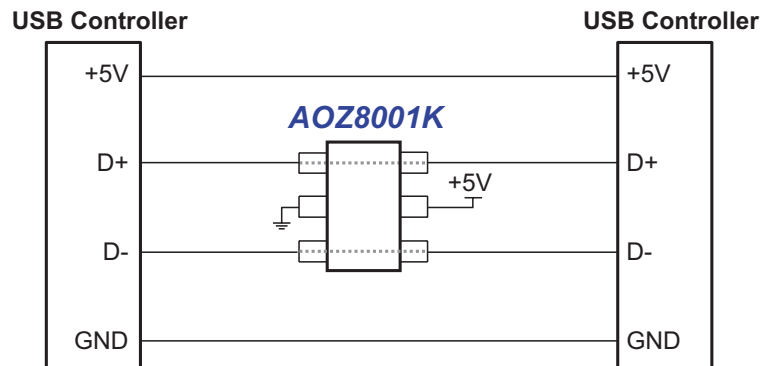 USB Controller
USB Controller
+5V
+5V
AOZ8001K
D+
D+
+5V
D-
D-
GND
GND